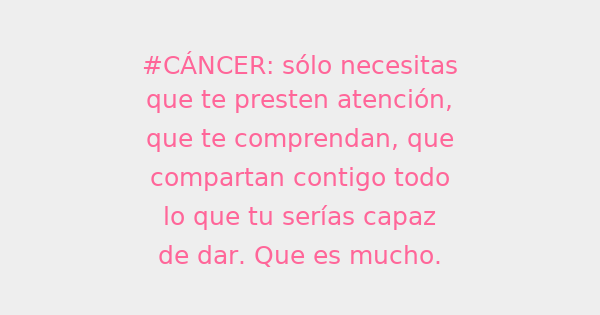 #CÁNCER: sólo necesitas
que te presten atención,
que te comprendan, que
compartan contigo todo
lo que tu serías capaz
de dar. Que es mucho.